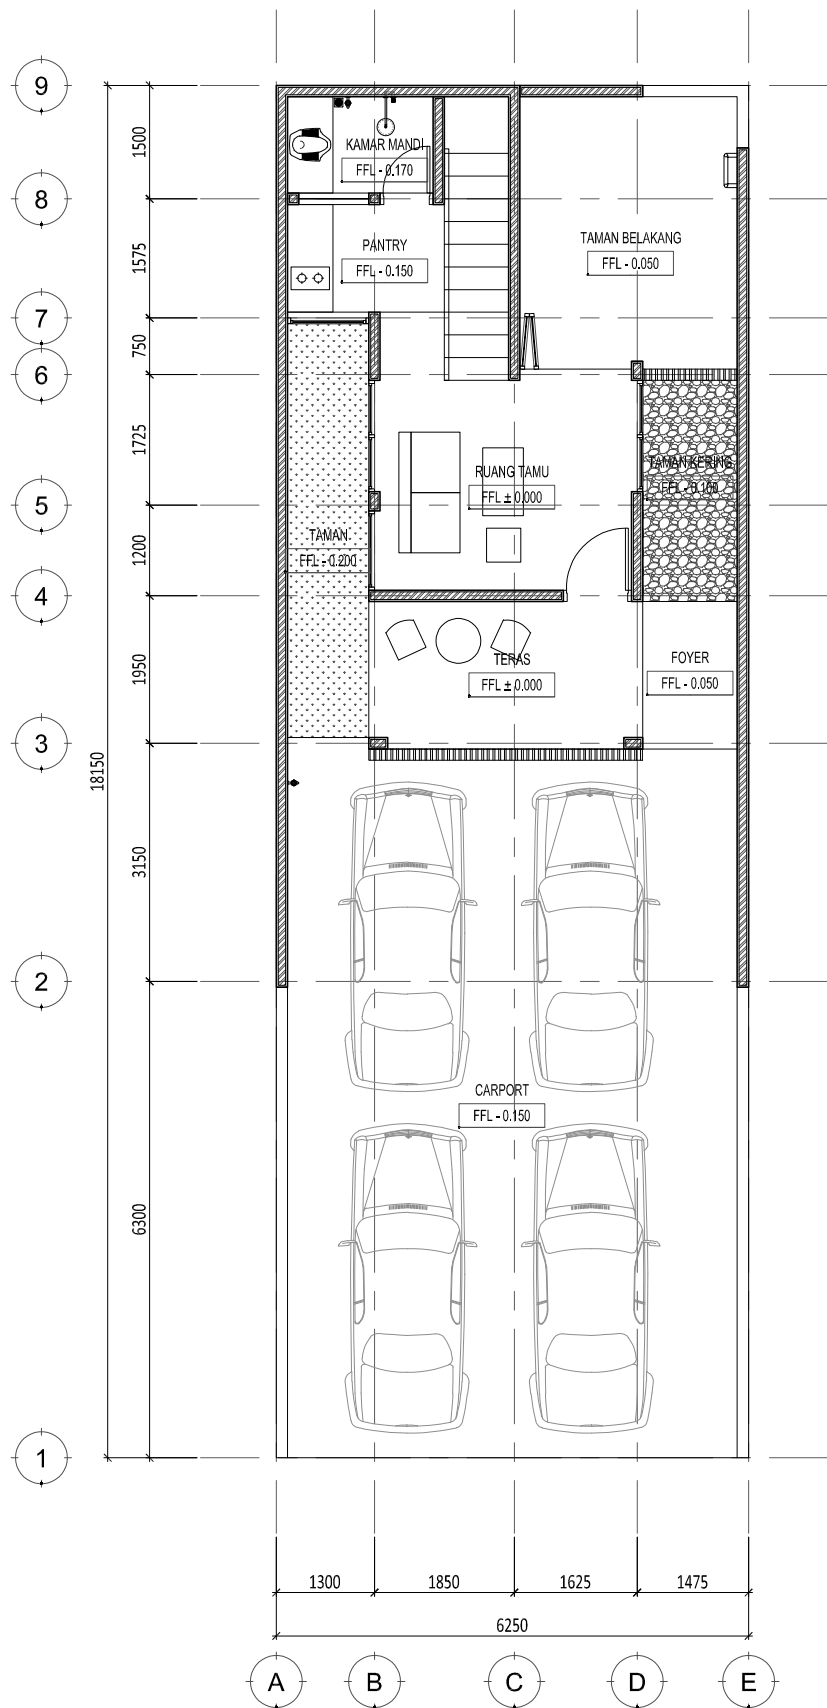 9
1500
KAMAR MANDI
FFL - 0.170
8
1575
PANTRY
FFL - 0.150
TAMAN BELAKANG
FFL - 0.050
7
750
6
1725
RUANG TAMU
FFL ± 0.000
TAMAN KERING
FFL - 0.100
5
1200
TAMAN
FFL - 0.200
4
1950
TERAS
FFL ± 0.000
FOYER
FFL - 0.050
3
18150
3150
2
CARPORT
FFL - 0.150
6300
1
1300
1850
1625
1475
6250
A
B
C
D
E